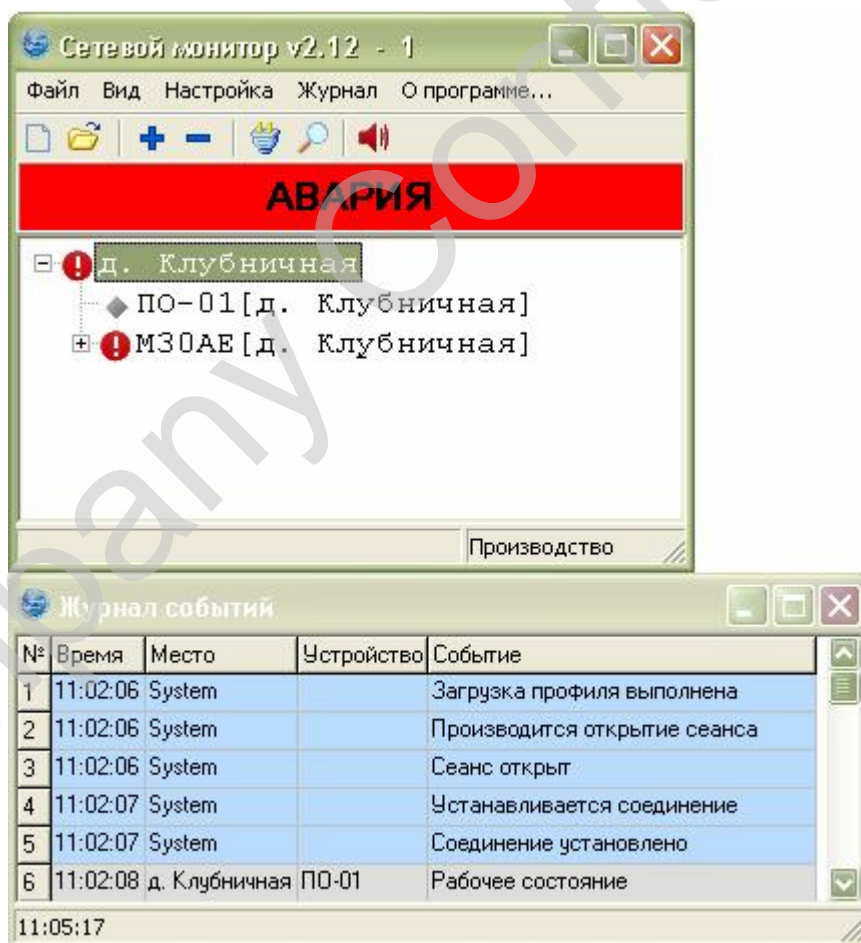 Сетевой монитор v2.12 - 1
Файл Вид Настройка Журнал О программе...
АВАРИЯ
д. Клубничная
ПО-01[д. Клубничная]
М30АЕ[д. Клубничная]
Производство
Журнал событий
№ Время Место Устройство Событие
1 11:02:06 System Загрузка профиля выполнена
2 11:02:06 System Производится открытие сеанса
3 11:02:06 System Сеанс открыт
4 11:02:07 System Устанавливается соединение
5 11:02:07 System Соединение установлено
6 11:02:08 д. Клубничная ПО-01 Рабочее состояние
11:05:17